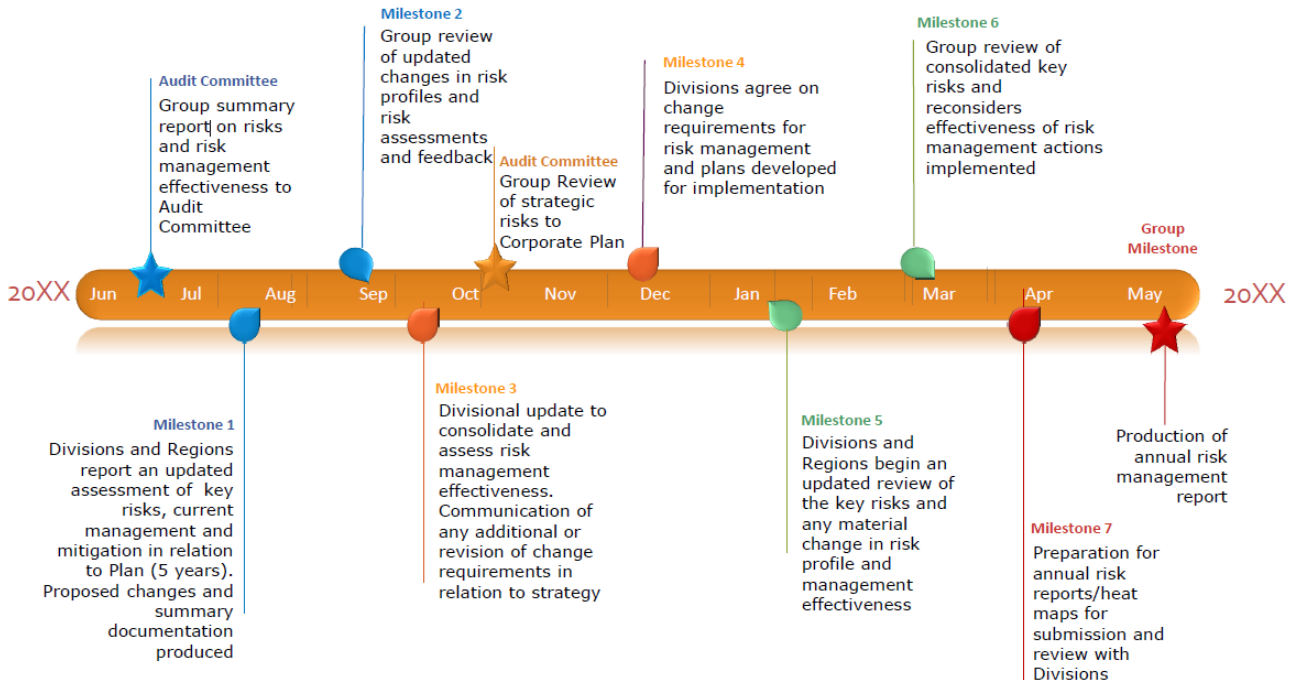 Milestone 2
Group review
of updated
changes in risk
profiles and
risk
assessments
and feedback
Milestone 6
Group review of
consolidated key
risks and
reconsiders
effectiveness of risk
management actions
implemented
Milestone 4
Divisions agree on
change
requirements for
risk management
and plans developed
for implementation
Audit Committee
Group summary
report on risks
and risk
management
effectiveness to
Audit
Committee
Audit Committee
Group Review
of strategic
risks to
Corporate Plan
Group
Milestone
20XX
Jun Jul Aug Sep Oct Nov Dec Jan Feb Mar Apr May
20XX
Milestone 1
Divisions and Regions
report an updated
assessment of key
risks, current
management and
mitigation in relation
to Plan (5 years).
Proposed changes and
summary
documentation
produced
Milestone 3
Divisional update to
consolidate and
assess risk
management
effectiveness.
Communication of
any additional or
revision of change
requirements in
relation to strategy
Milestone 5
Divisions and
Regions begin an
updated review of
the key risks and
any material
change in risk
profile and
management
effectiveness
Milestone 7
Preparation for
annual risk
reports/heat
maps for
submission and
review with
Divisions
Production of
annual risk
management
report